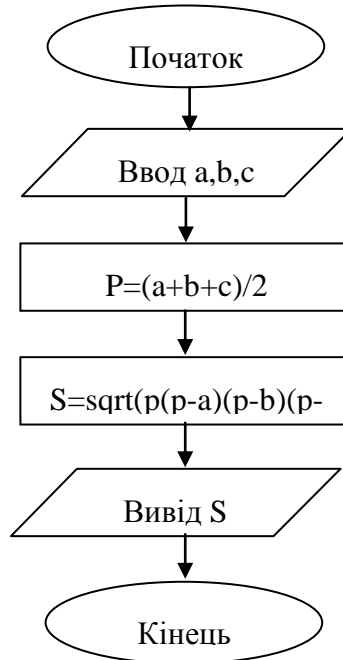 Початок
Ввод a,b,c
P=(a+b+c)/2
S=sqrt(p(p-a)(p-b)(p-
Вивід S
Кінець